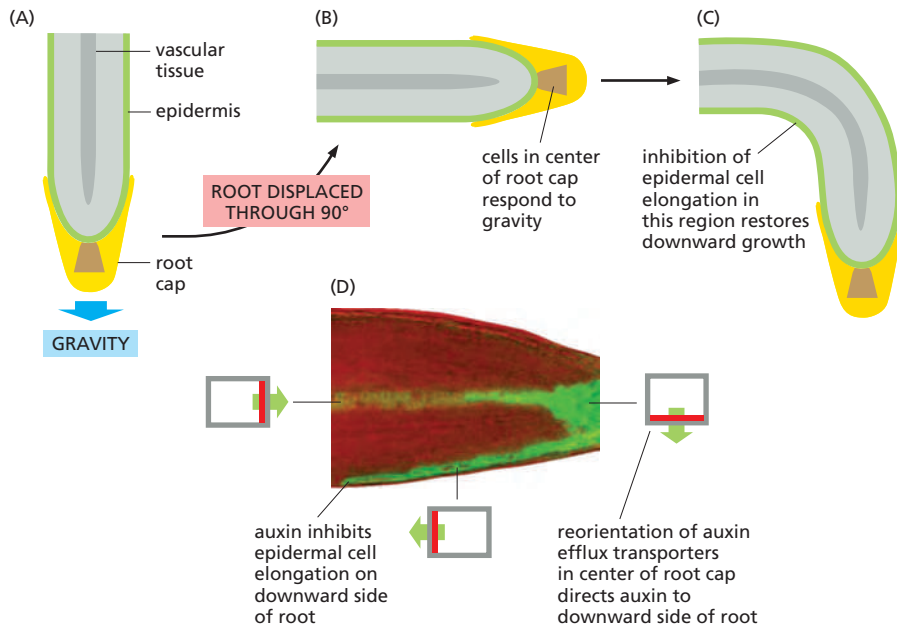 (A)
vascular
tissue
epidermis
root
cap
GRAVITY
ROOT DISPLACED
THROUGH 90°
(B)
cells in center
of root cap
respond to
gravity
(C)
inhibition of
epidermal cell
elongation in
this region restores
downward growth
(D)
auxin inhibits
epidermal cell
elongation on
downward side
of root
reorientation of auxin
efflux transporters
in center of root cap
directs auxin to
downward side of root